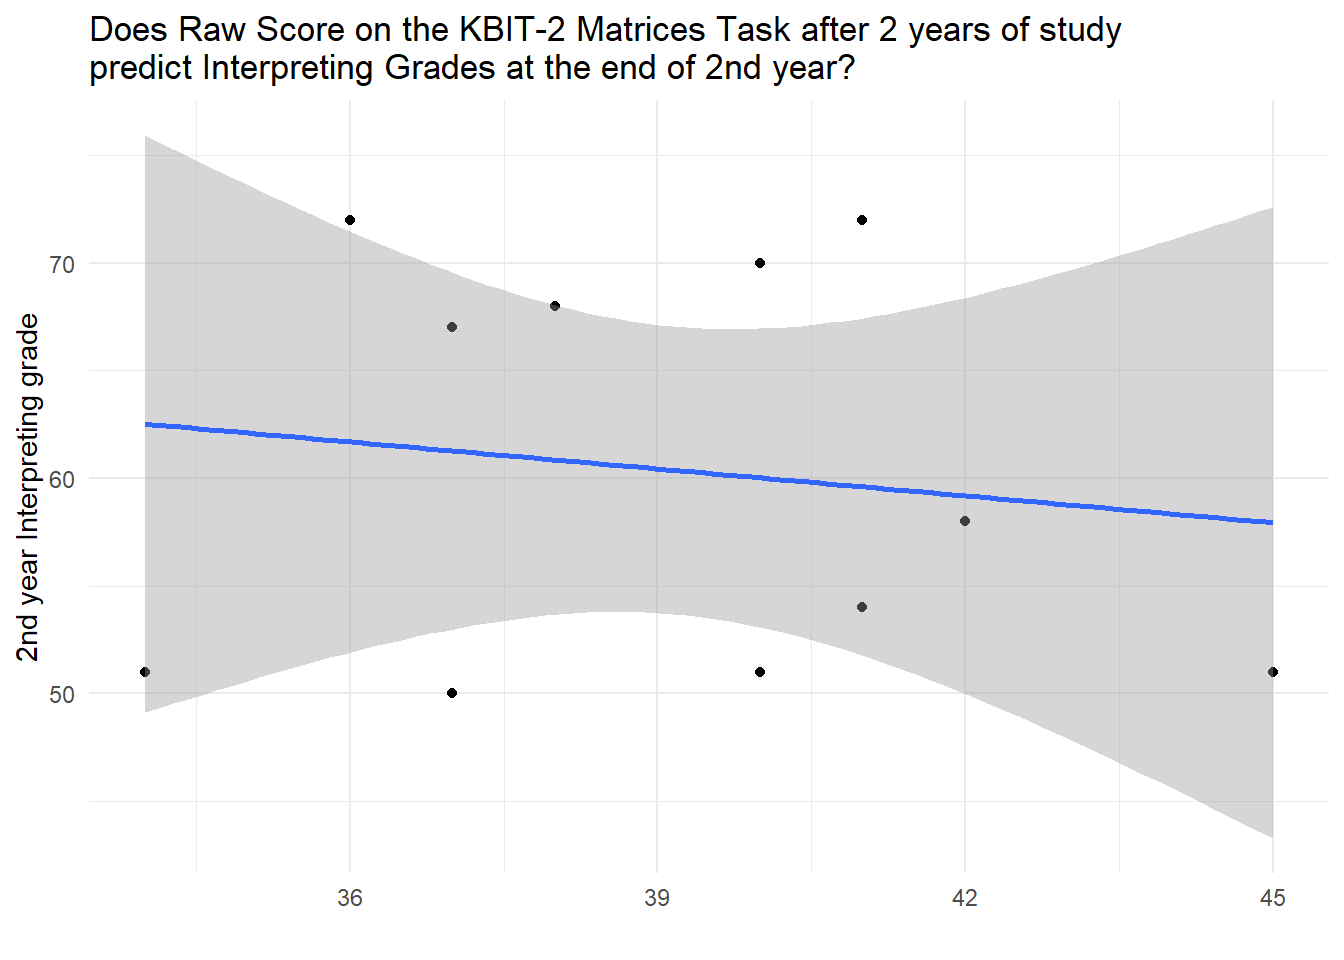 Does Raw Score on the KBIT-2 Matrices Task after 2 years of study
predict Interpreting Grades at the end of 2nd year?
2nd year Interpreting grade
70
60
50
36
39
42
45